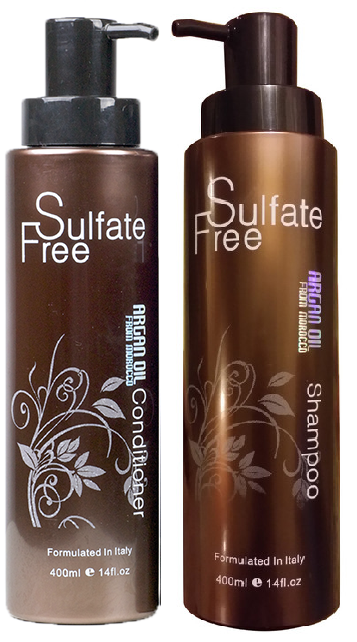 Sulfate
Free
ARGAN OIL
FROM MOROCCO
Conditioner
Formulated In Italy
400ml e 14fl.oz
Sulfate
Free
ARGAN OIL
FROM MOROCCO
Shampoo
Formulated In Italy
400ml e 14fl.oz